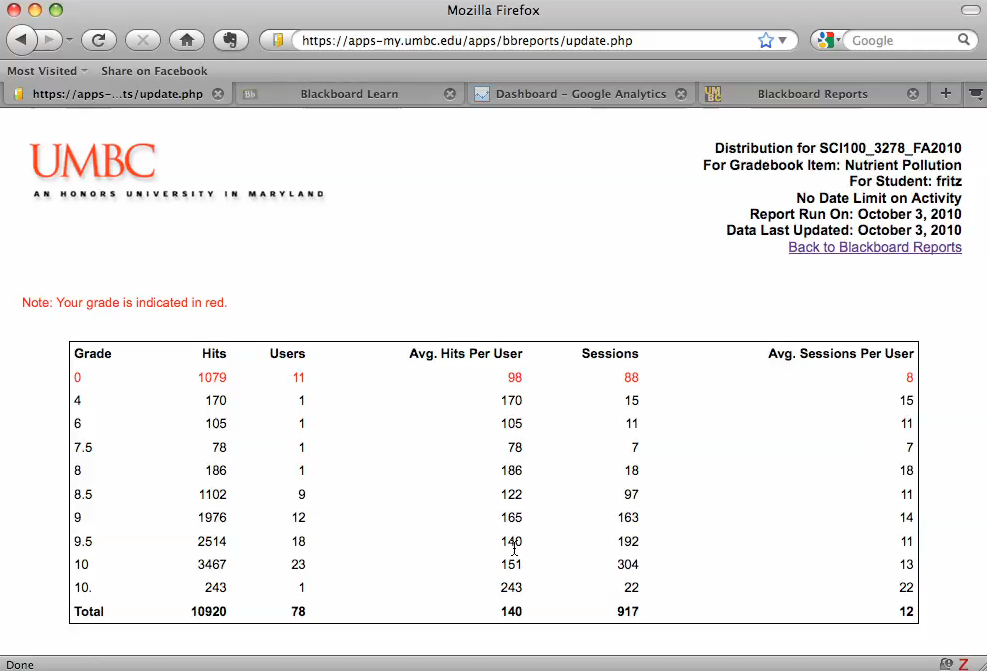 Mozilla Firefox
https://apps-my.umbc.edu/apps/bbreports/update.php
Google
Most Visited
Share on Facebook
https://apps-...ts/update.php
Bb
Blackboard Learn
Dashboard – Google Analytics
UMBC
Blackboard Reports
UMBC
AN HONORS UNIVERSITY IN MARYLAND
Distribution for SCI100_3278_FA2010
For Gradebook Item: Nutrient Pollution
For Student: fritz
No Date Limit on Activity
Report Run On: October 3, 2010
Data Last Updated: October 3, 2010
Back to Blackboard Reports
Note: Your grade is indicated in red.
Grade Hits Users Avg. Hits Per User Sessions Avg. Sessions Per User
0 1079 11 98 88 8
4 170 1 170 15 15
6 105 1 105 11 11
7.5 78 1 78 7 7
8 186 1 186 18 18
8.5 1102 9 122 97 11
9 1976 12 165 163 14
9.5 2514 18 140 192 11
10 3467 23 151 304 13
10. 243 1 243 22 22
Total 10920 78 140 917 12
Done
Z